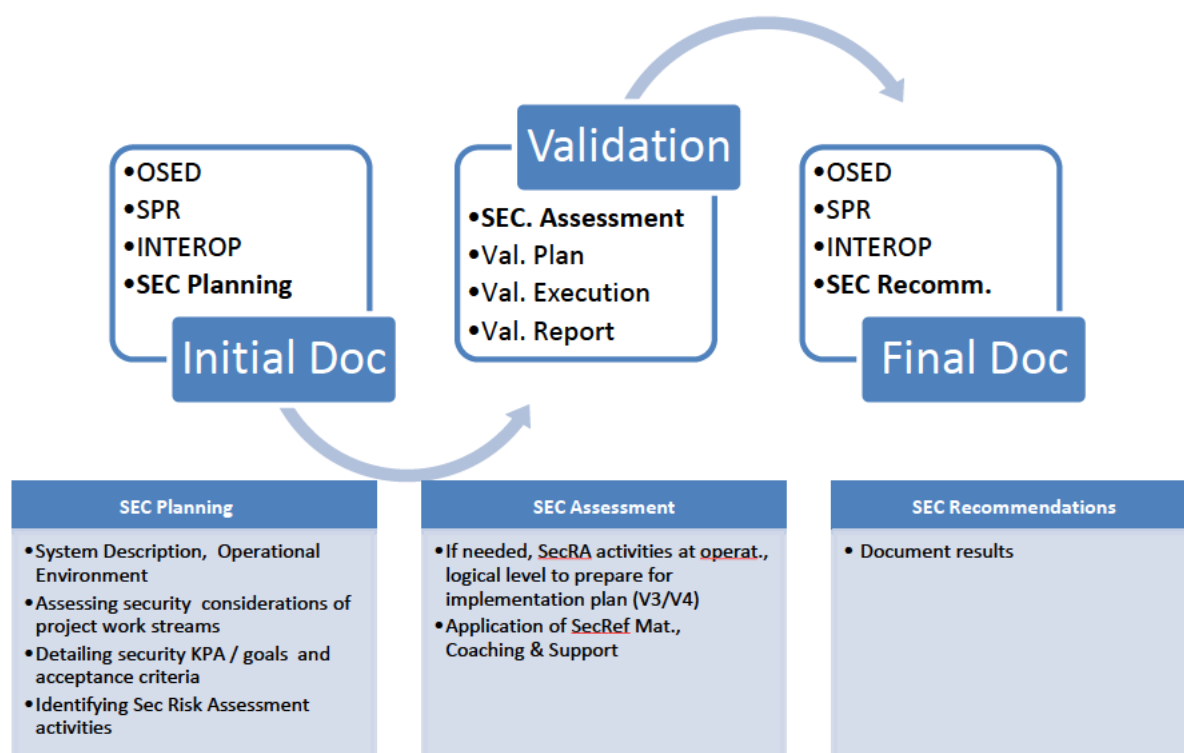 •OSED
•SPR
•INTEROP
•SEC Planning
Initial Doc
Validation
•SEC. Assessment
•Val. Plan
•Val. Execution
•Val. Report
•OSED
•SPR
•INTEROP
•SEC Recomm.
Final Doc
SEC Planning
•System Description, Operational
Environment
•Assessing security considerations of
project work streams
•Detailing security KPA / goals and
acceptance criteria
•Identifying Sec Risk Assessment
activities
SEC Assessment
•If needed, SecRA activities at operat.,
logical level to prepare for
implementation plan (V3/V4)
•Application of SecRef Mat.,
Coaching & Support
SEC Recommendations
• Document results